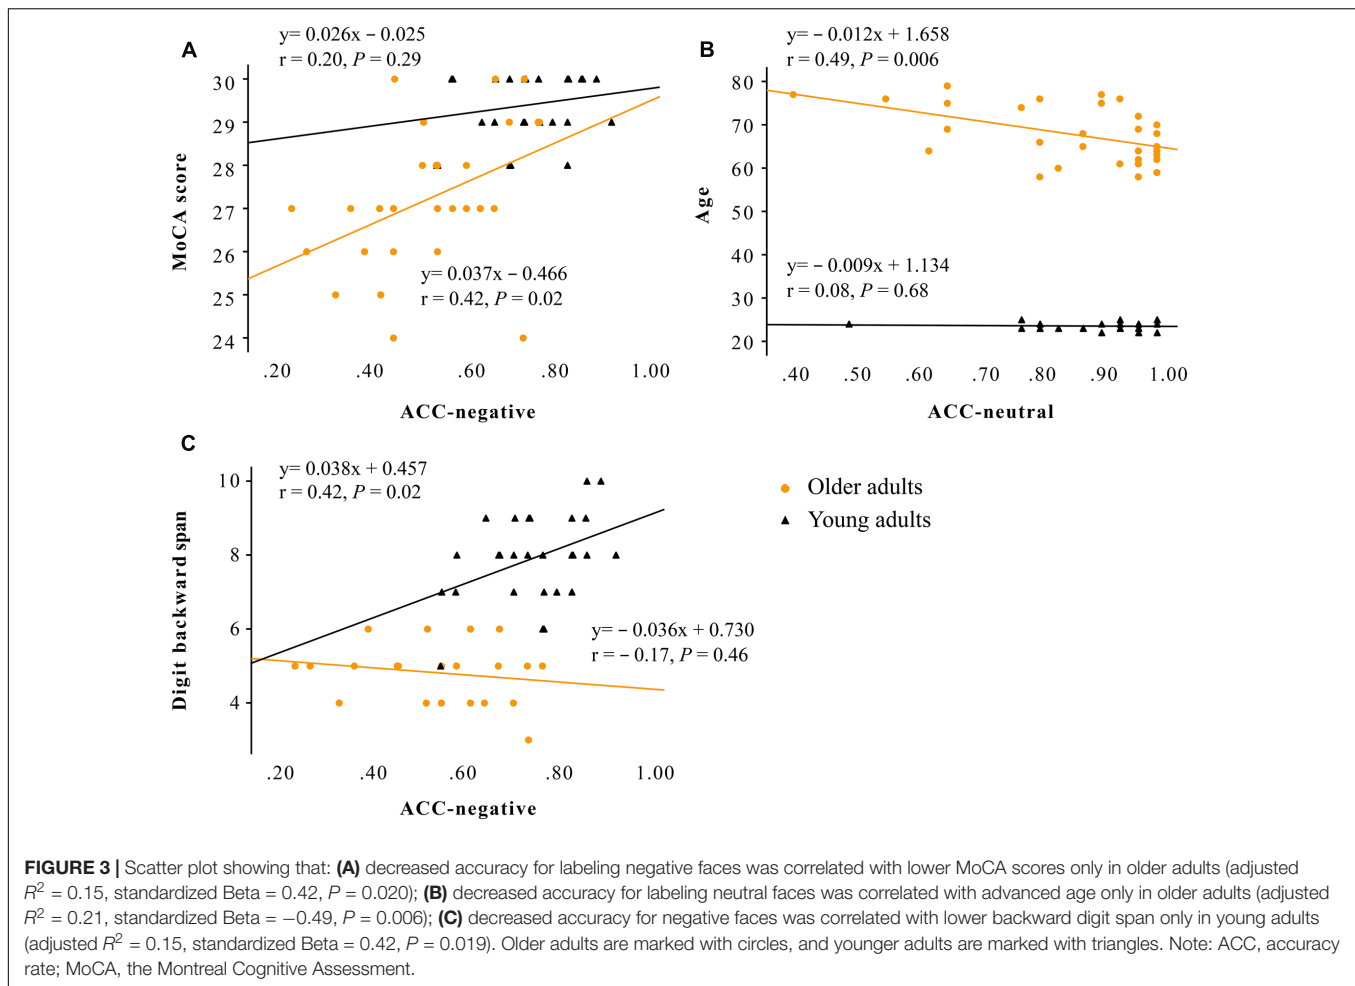 A
y= 0.026x – 0.025
r = 0.20, P = 0.29
30
29
28
27
26
25
24
MoCA score
y= 0.037x – 0.466
r = 0.42, P = 0.02
.20 .40 .60 .80 1.00
ACC-negative
B
y= – 0.012x + 1.658
r = 0.49, P = 0.006
80
70
60
50
40
30
20
Age
y= – 0.009x + 1.134
r = 0.08, P = 0.68
.40 .50 .60 .70 .80 .90 1.00
ACC-neutral
C
y= 0.038x + 0.457
r = 0.42, P = 0.02
10
8
6
4
Digit backward span
y= – 0.036x + 0.730
r = – 0.17, P = 0.46
.20 .40 .60 .80 1.00
ACC-negative
Older adults
Young adults
FIGURE 3 | Scatter plot showing that: (A) decreased accuracy for labeling negative faces was correlated with lower MoCA scores only in older adults (adjusted
R² = 0.15, standardized Beta = 0.42, P = 0.020); (B) decreased accuracy for labeling neutral faces was correlated with advanced age only in older adults (adjusted
R² = 0.21, standardized Beta = −0.49, P = 0.006); (C) decreased accuracy for negative faces was correlated with lower backward digit span only in young adults
(adjusted R² = 0.15, standardized Beta = 0.42, P = 0.019). Older adults are marked with circles, and younger adults are marked with triangles. Note: ACC, accuracy
rate; MoCA, the Montreal Cognitive Assessment.